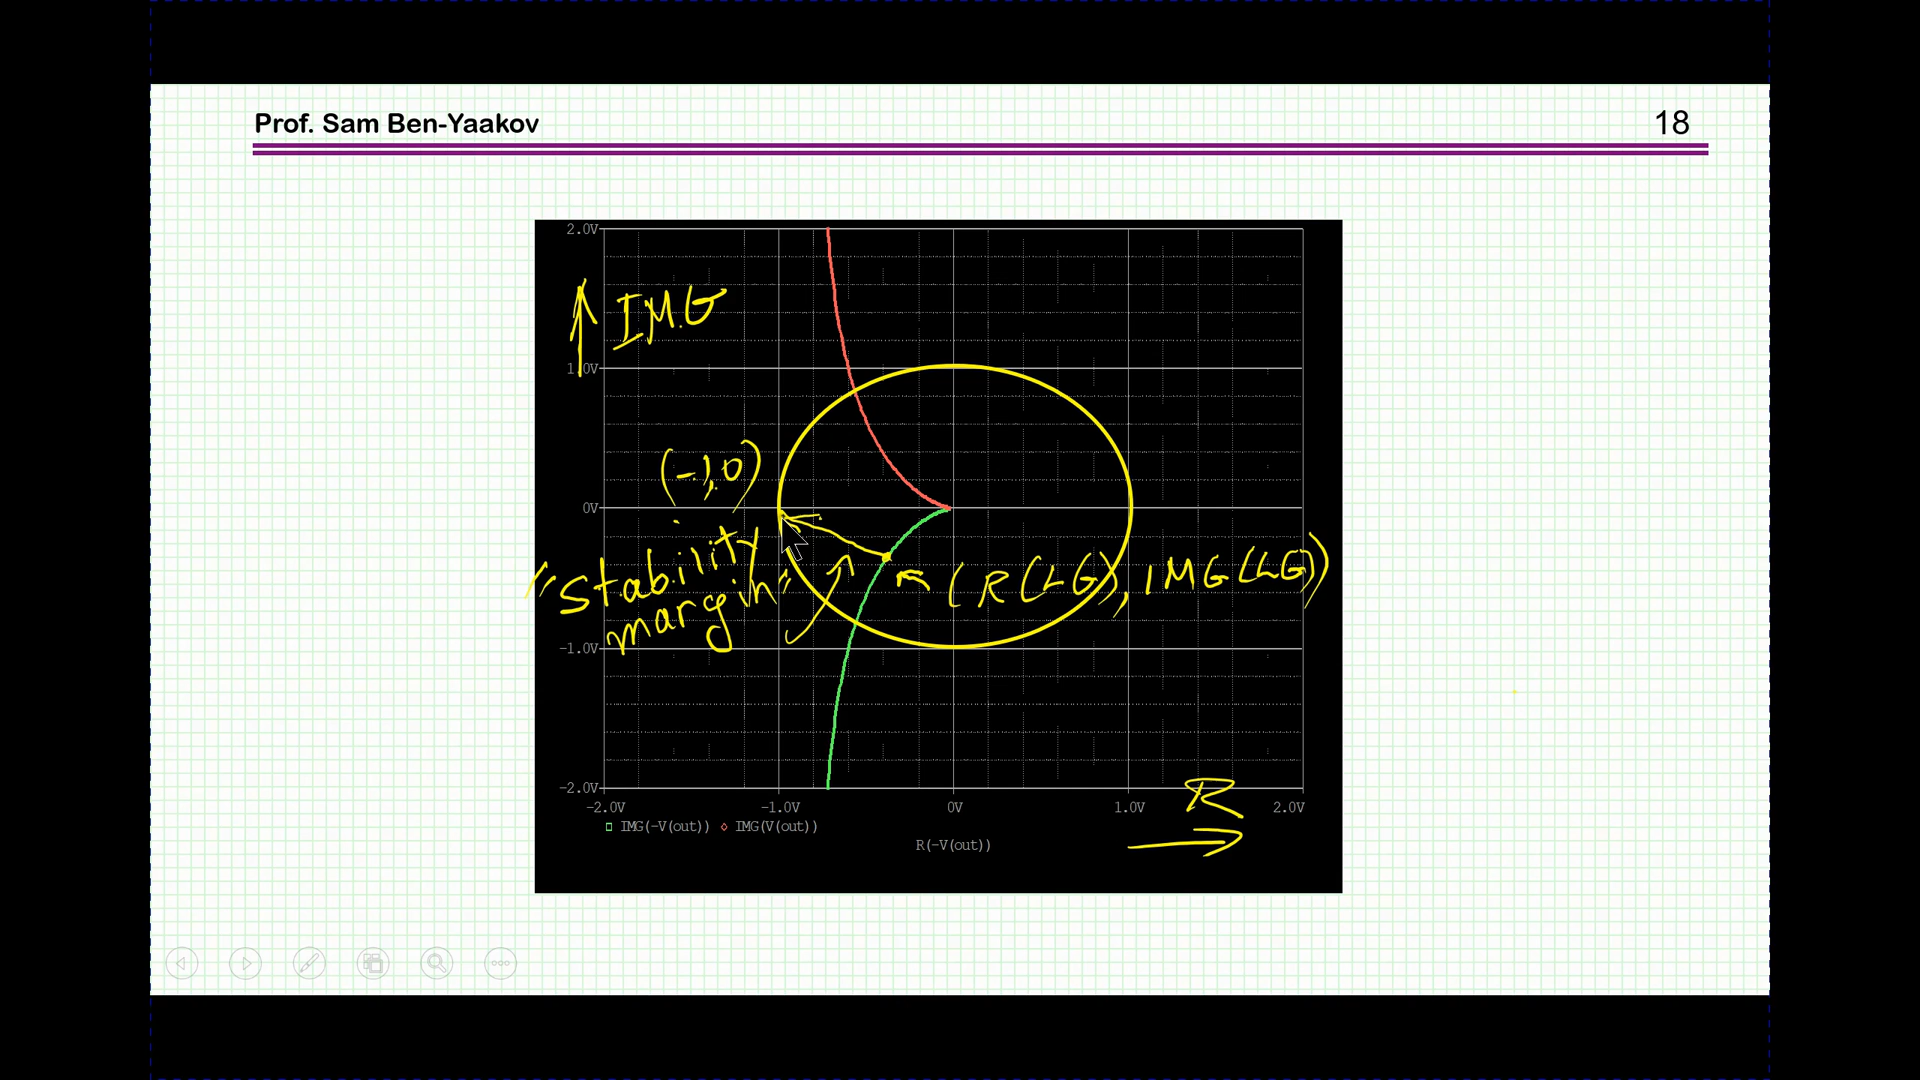 Prof. Sam Ben-Yaakov
18
2.0V
IMG
1.0V
(-1,0)
0V
"stability
margin"
(R(LG), IMG(LG))
-1.0V
-2.0V
R
-2.0V -1.0V 0V 1.0V 2.0V
IMG(-V(out)) IMG(V(out))
R(-V(out))